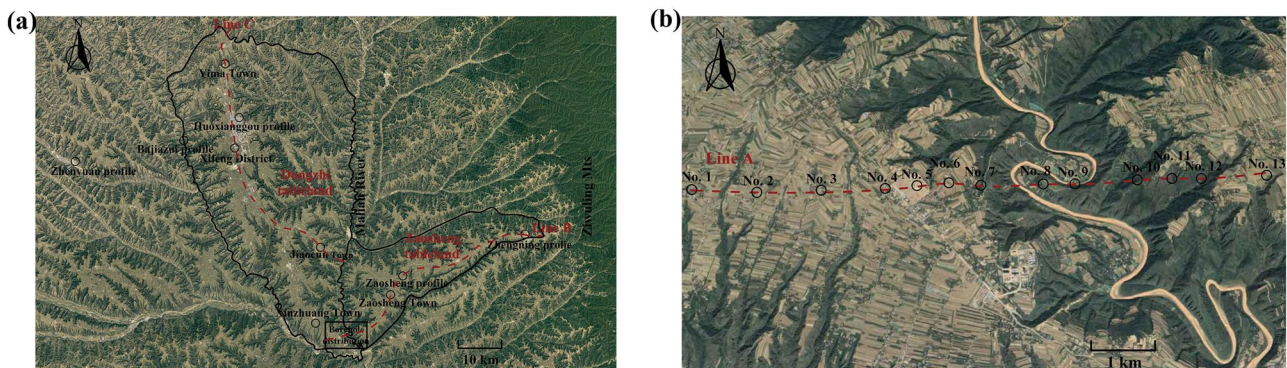 (a)
Line C
N
Yima Town
Huoxianggou profile
Bajiazui profile
Xifeng District
Zhenyuan profile
Dongzhi
tableland
Malian River
Ziwuling Mts
Line B
Zaosheng
tableland
Zhengning profile
Jiaocun Town
Zaosheng profile
Zaosheng Town
Xinzhuang Town
Borehole
distribution
10 km
(b)
N
Line A
No. 1
No. 2
No. 3
No. 4
No. 5
No. 6
No. 7
No. 8
No. 9
No. 10
No. 11
No. 12
No. 13
1 km